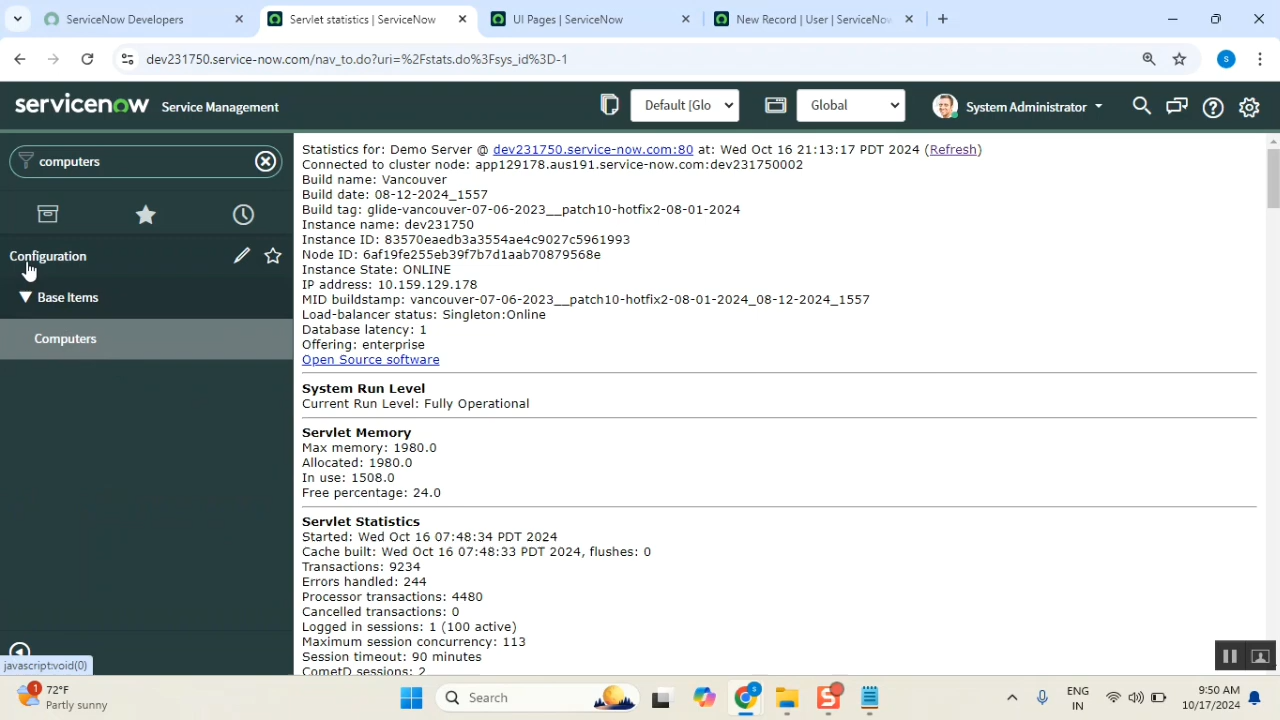 ServiceNow Developers
Servlet statistics | ServiceNow
UI Pages | ServiceNow
New Record | User | ServiceNow
dev231750.service-now.com/nav_to.do?uri=%2Fstats.do%3Fsys_id%3D-1
s
servicenow Service Management
Default [Glo
Global
System Administrator
computers
Configuration
Base Items
Computers
Statistics for: Demo Server @ dev231750.service-now.com:80 at: Wed Oct 16 21:13:17 PDT 2024 (Refresh)
Connected to cluster node: app129178.aus191.service-now.com:dev231750002
Build name: Vancouver
Build date: 08-12-2024_1557
Build tag: glide-vancouver-07-06-2023__patch10-hotfix2-08-01-2024
Instance name: dev231750
Instance ID: 83570eaedb3a3554ae4c9027c5961993
Node ID: 6af19fe255eb39f7b7d1aab70879568e
Instance State: ONLINE
IP address: 10.159.129.178
MID buildstamp: vancouver-07-06-2023__patch10-hotfix2-08-01-2024_08-12-2024_1557
Load-balancer status: Singleton:Online
Database latency: 1
Offering: enterprise
Open Source software
System Run Level
Current Run Level: Fully Operational
Servlet Memory
Max memory: 1980.0
Allocated: 1980.0
In use: 1508.0
Free percentage: 24.0
Servlet Statistics
Started: Wed Oct 16 07:48:34 PDT 2024
Cache built: Wed Oct 16 07:48:33 PDT 2024, flushes: 0
Transactions: 9234
Errors handled: 244
Processor transactions: 4480
Cancelled transactions: 0
Logged in sessions: 1 (100 active)
Maximum session concurrency: 113
Session timeout: 90 minutes
CometD sessions: 2
javascript:void(0)
1
72°F
Partly sunny
Search
S
ENG
IN
9:50 AM
10/17/2024